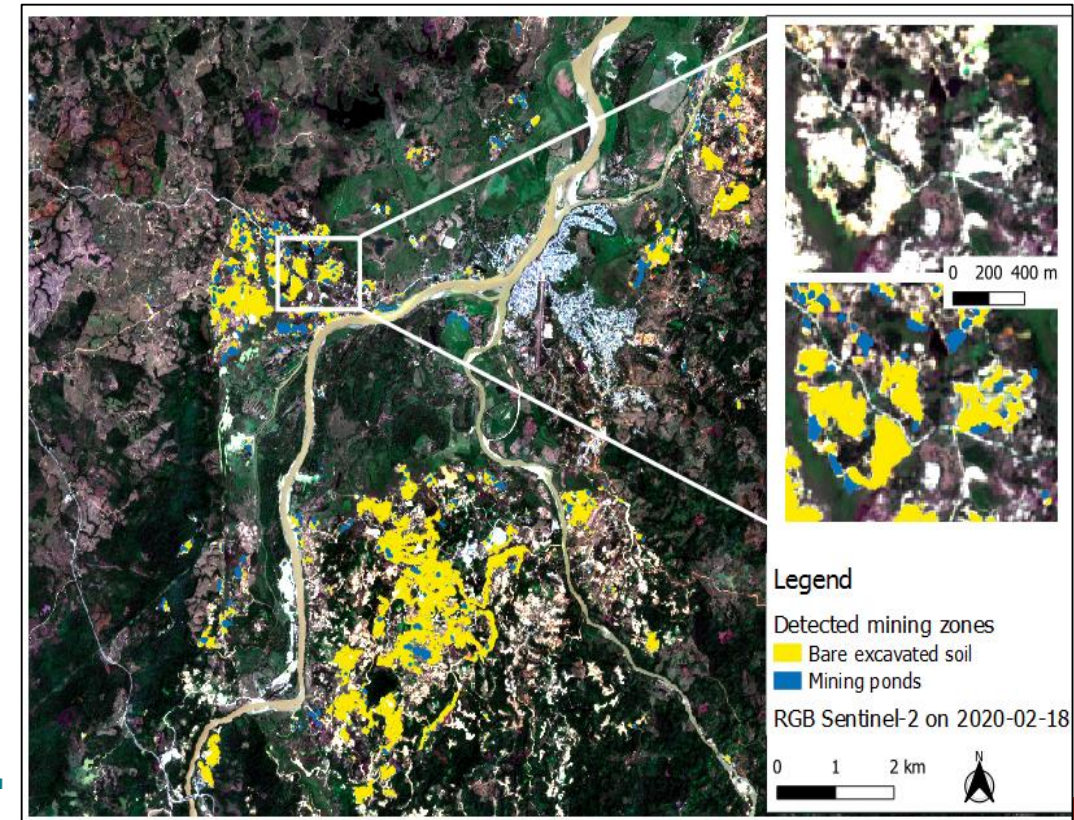 0 200 400 m
Legend
Detected mining zones
Bare excavated soil
Mining ponds
RGB Sentinel-2 on 2020-02-18
0 1 2 km
N